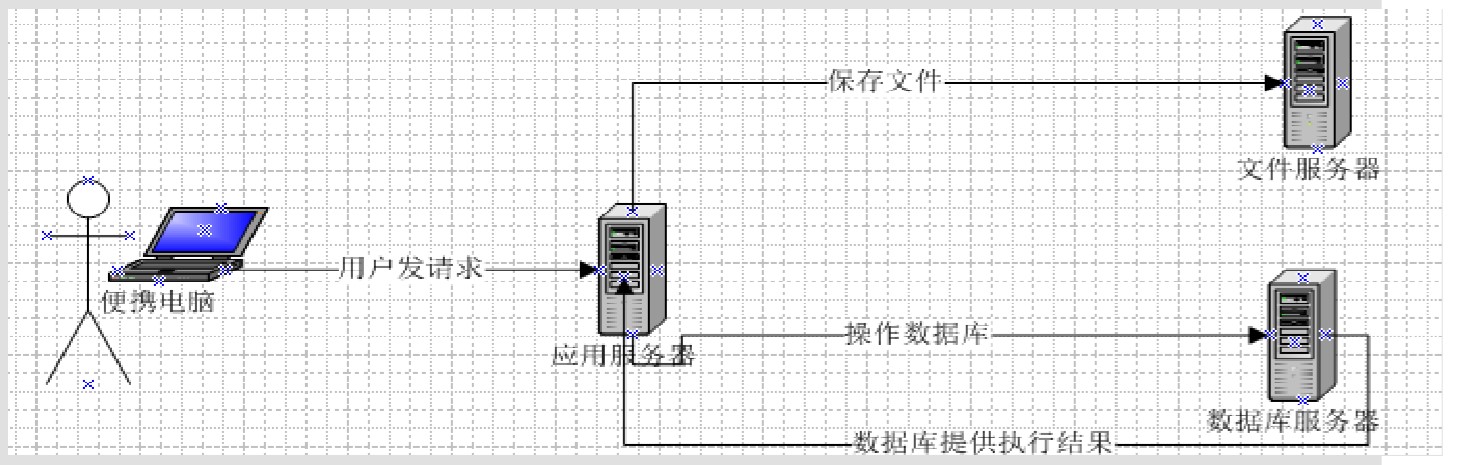 保存文件
文件服务器
用户发请求
便携电脑
应用服务器
操作数据库
数据库服务器
数据库提供执行结果